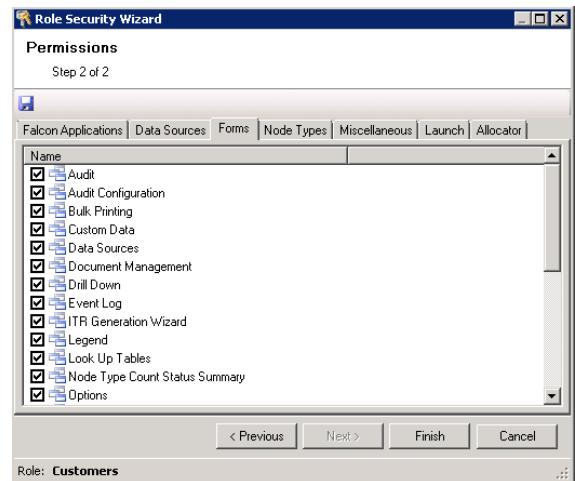 Role Security Wizard
Permissions
Step 2 of 2
Falcon Applications Data Sources Forms Node Types Miscellaneous Launch Allocator
Name
Audit
Audit Configuration
Bulk Printing
Custom Data
Data Sources
Document Management
Drill Down
Event Log
ITR Generation Wizard
Legend
Look Up Tables
Node Type Count Status Summary
Options
< Previous Next > Finish Cancel
Role: Customers